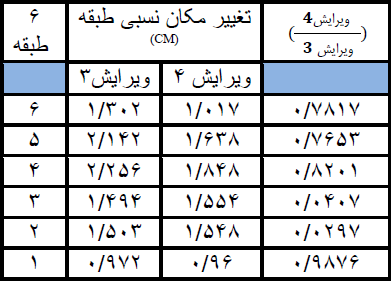 ۶ طبقه | تغییر مکان نسبی طبقه (CM) | (ویرایش4 / ویرایش 3)
ویرایش۳ | ویرایش ۴
۶ | ۱/۳۰۲ | ۱/۰۱۷ | ۰/۷۸۱۷
۵ | ۲/۱۴۲ | ۱/۶۳۸ | ۰/۷۶۵۳
۴ | ۲/۲۵۶ | ۱/۸۴۸ | ۰/۸۲۰۱
۳ | ۱/۴۹۴ | ۱/۵۵۴ | ۰/۰۴۰۷
۲ | ۱/۵۰۳ | ۱/۵۴۸ | ۰/۰۲۹۷
۱ | ۰/۹۷۲ | ۰/۹۶ | ۰/۹۸۷۶